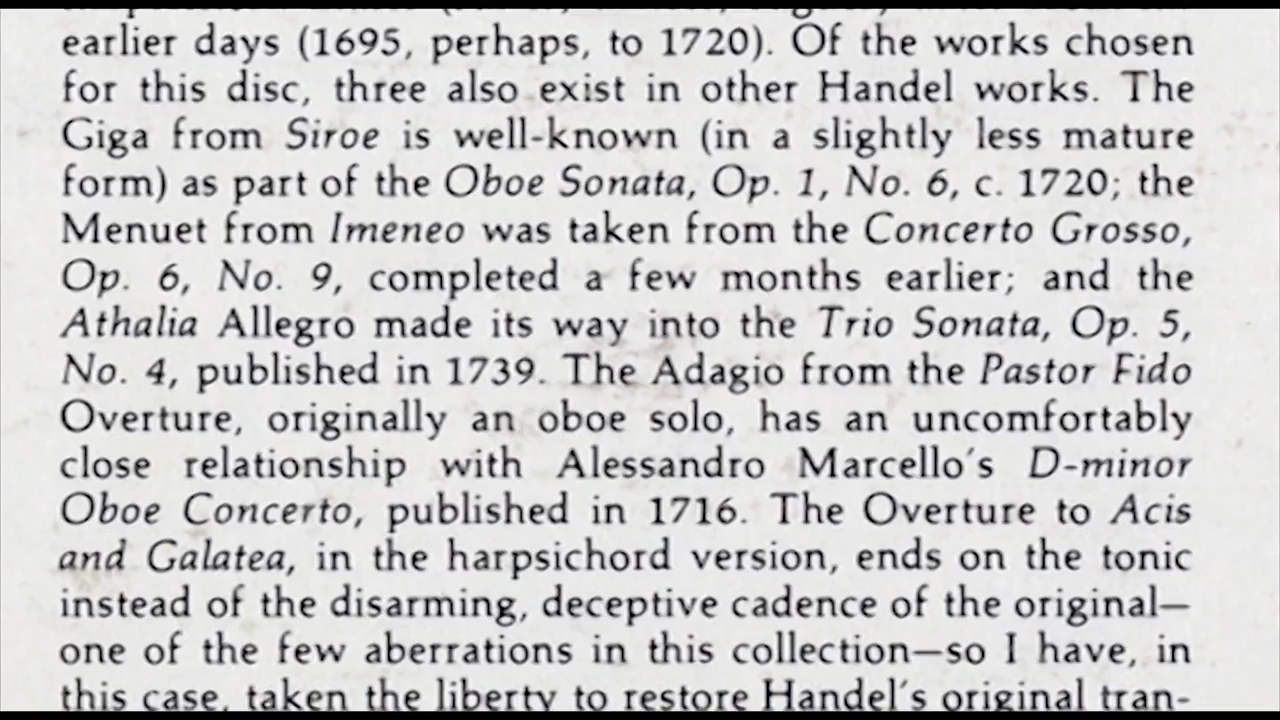 earlier days (1695, perhaps, to 1720). Of the works chosen
for this disc, three also exist in other Handel works. The
Giga from Siroe is well-known (in a slightly less mature
form) as part of the Oboe Sonata, Op. 1, No. 6, c. 1720; the
Menuet from Imeneo was taken from the Concerto Grosso,
Op. 6, No. 9, completed a few months earlier; and the
Athalia Allegro made its way into the Trio Sonata, Op. 5,
No. 4, published in 1739. The Adagio from the Pastor Fido
Overture, originally an oboe solo, has an uncomfortably
close relationship with Alessandro Marcello's D-minor
Oboe Concerto, published in 1716. The Overture to Acis
and Galatea, in the harpsichord version, ends on the tonic
instead of the disarming, deceptive cadence of the original—
one of the few aberrations in this collection—so I have, in
this case, taken the liberty to restore Handel's original tran-